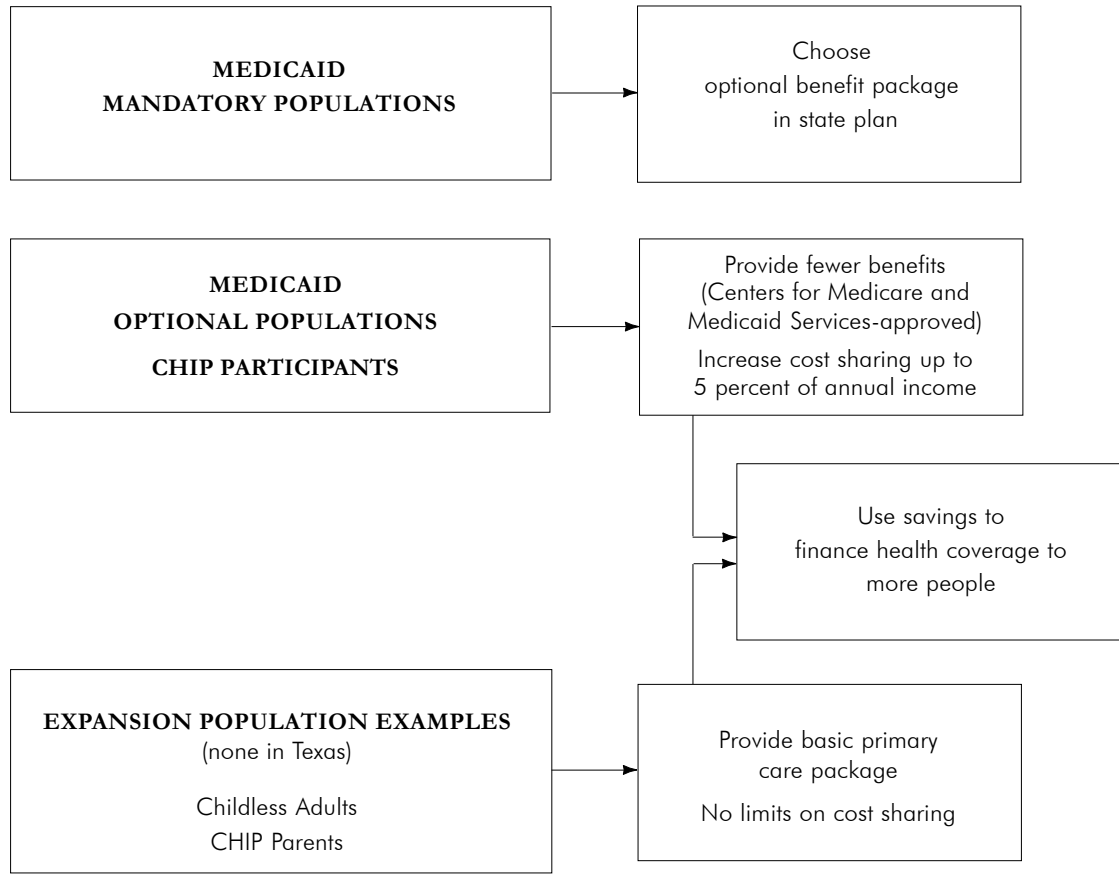 MEDICAID
MANDATORY POPULATIONS
Choose
optional benefit package
in state plan
MEDICAID
OPTIONAL POPULATIONS
CHIP PARTICIPANTS
Provide fewer benefits
(Centers for Medicare and
Medicaid Services-approved)
Increase cost sharing up to
5 percent of annual income
Use savings to
finance health coverage to
more people
EXPANSION POPULATION EXAMPLES
(none in Texas)
Childless Adults
CHIP Parents
Provide basic primary
care package
No limits on cost sharing